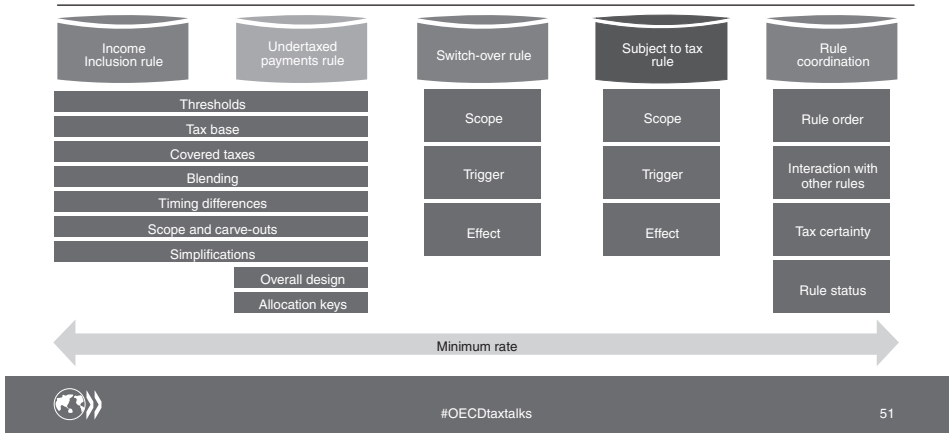 Income
Inclusion rule
Undertaxed
payments rule
Switch-over rule
Subject to tax
rule
Rule
coordination
Thresholds
Tax base
Covered taxes
Blending
Timing differences
Scope and carve-outs
Simplifications
Overall design
Allocation keys
Scope
Trigger
Effect
Scope
Trigger
Effect
Rule order
Interaction with
other rules
Tax certainty
Rule status
Minimum rate
#OECDtaxtalks
51